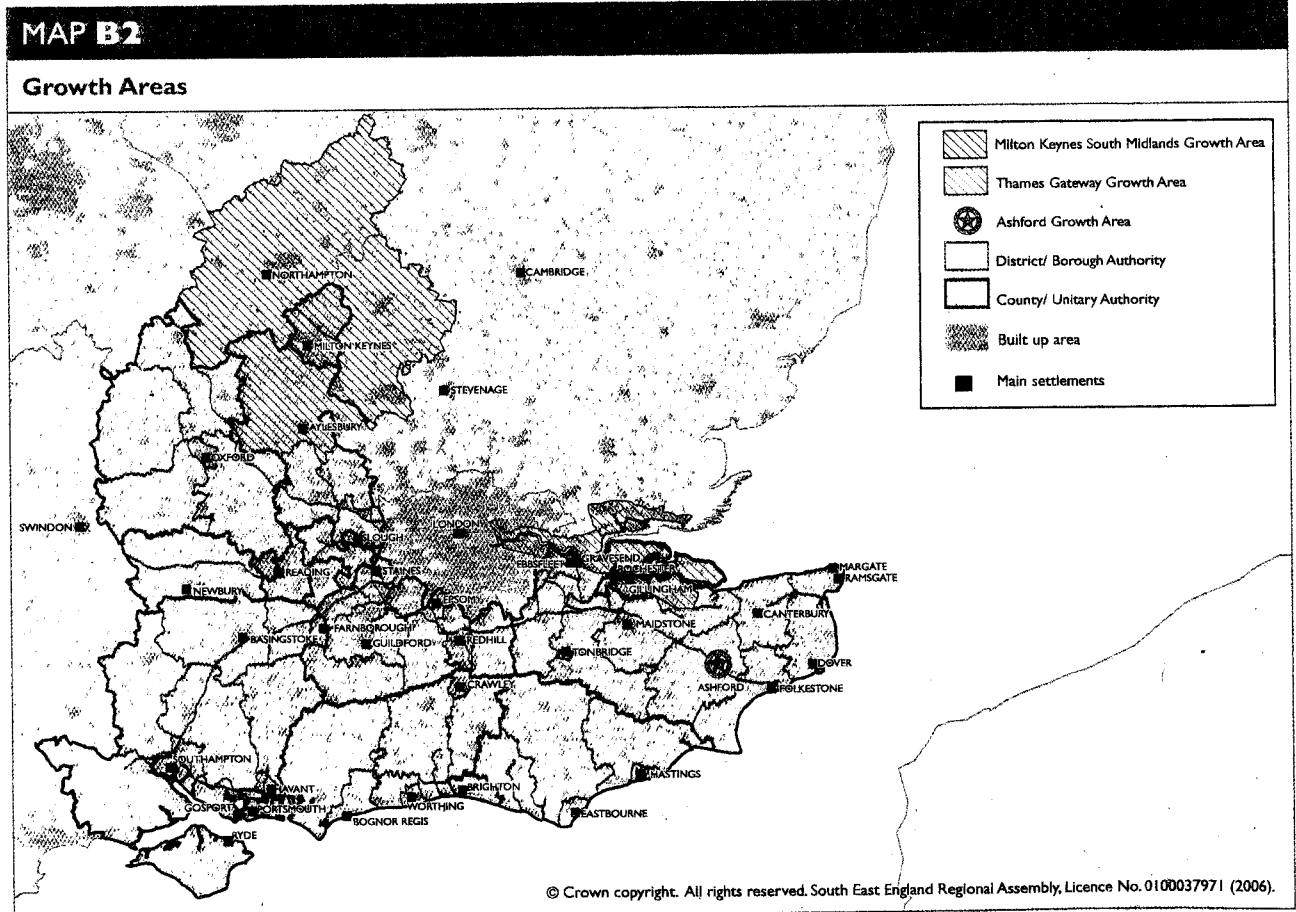 MAP B2
Growth Areas
Milton Keynes South Midlands Growth Area
Thames Gateway Growth Area
Ashford Growth Area
District/ Borough Authority
County/ Unitary Authority
Built up area
Main settlements
NORTHAMPTON
CAMBRIDGE
MILTON KEYNES
STEVENAGE
AYLESBURY
OXFORD
SWINDON
LONDON
SLOUGH
EBBSFLEET
GRAVESEND
ROCHESTER
READING
STAINES
GILLINGHAM
MARGATE
RAMSGATE
NEWBURY
EPSOM
CANTERBURY
FARNBOROUGH
MAIDSTONE
BASINGSTOKE
GUILDFORD
REDHILL
TONBRIDGE
DOVER
ASHFORD
FOLKESTONE
CRAWLEY
SOUTHAMPTON
HASTINGS
HAVANT
BRIGHTON
GOSPORT
PORTSMOUTH
WORTHING
EASTBOURNE
BOGNOR REGIS
RYDE
© Crown copyright. All rights reserved. South East England Regional Assembly, Licence No. 0100037971 (2006).